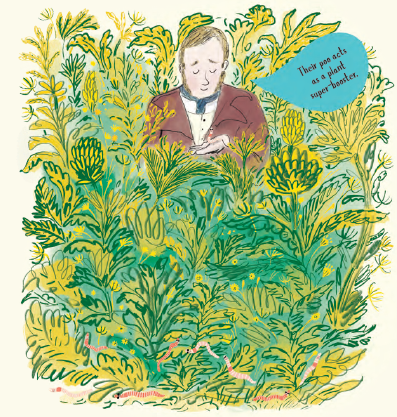 Their poo acts
as a plant
super-booster.